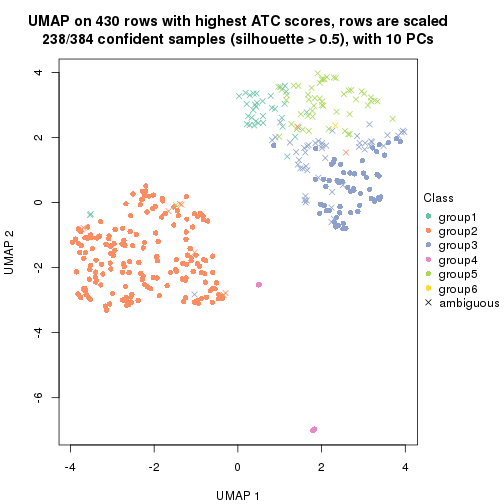 UMAP on 430 rows with highest ATC scores, rows are scaled
238/384 confident samples (silhouette > 0.5), with 10 PCs
4
2
0
-2
-4
-6
UMAP 2
-4
-2
0
2
4
UMAP 1
Class
group1
group2
group3
group4
group5
group6
ambiguous